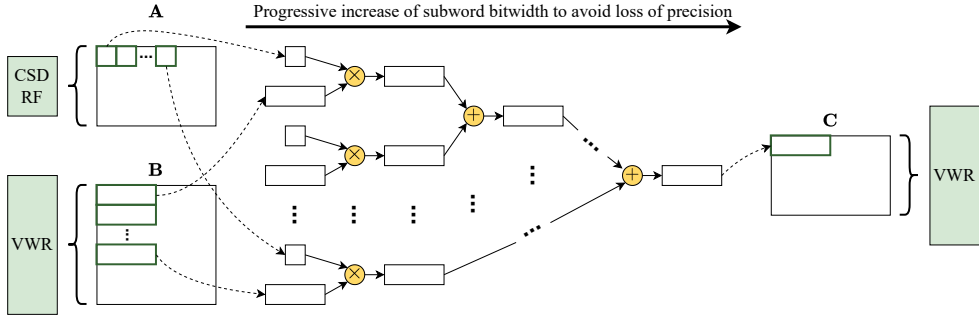 A
Progressive increase of subword bitwidth to avoid loss of precision
CSD
RF
...
×
+
×
C
B
+
VWR
VWR
×